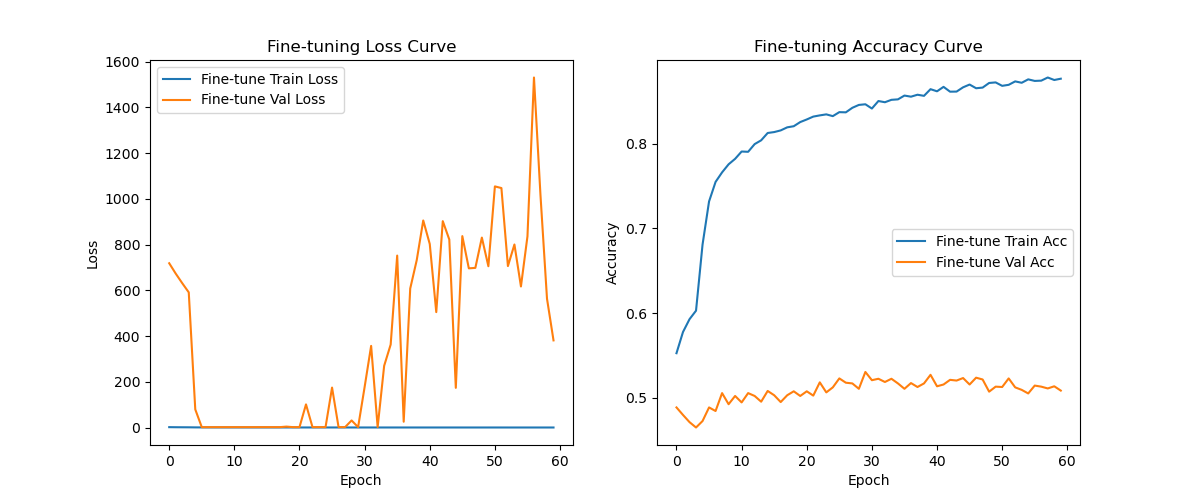 Fine-tuning Loss Curve
Fine-tune Train Loss
Fine-tune Val Loss
1600
1400
1200
1000
800
600
400
200
0
Loss
0 10 20 30 40 50 60
Epoch
Fine-tuning Accuracy Curve
0.8
0.7
0.6
0.5
Accuracy
Fine-tune Train Acc
Fine-tune Val Acc
0 10 20 30 40 50 60
Epoch